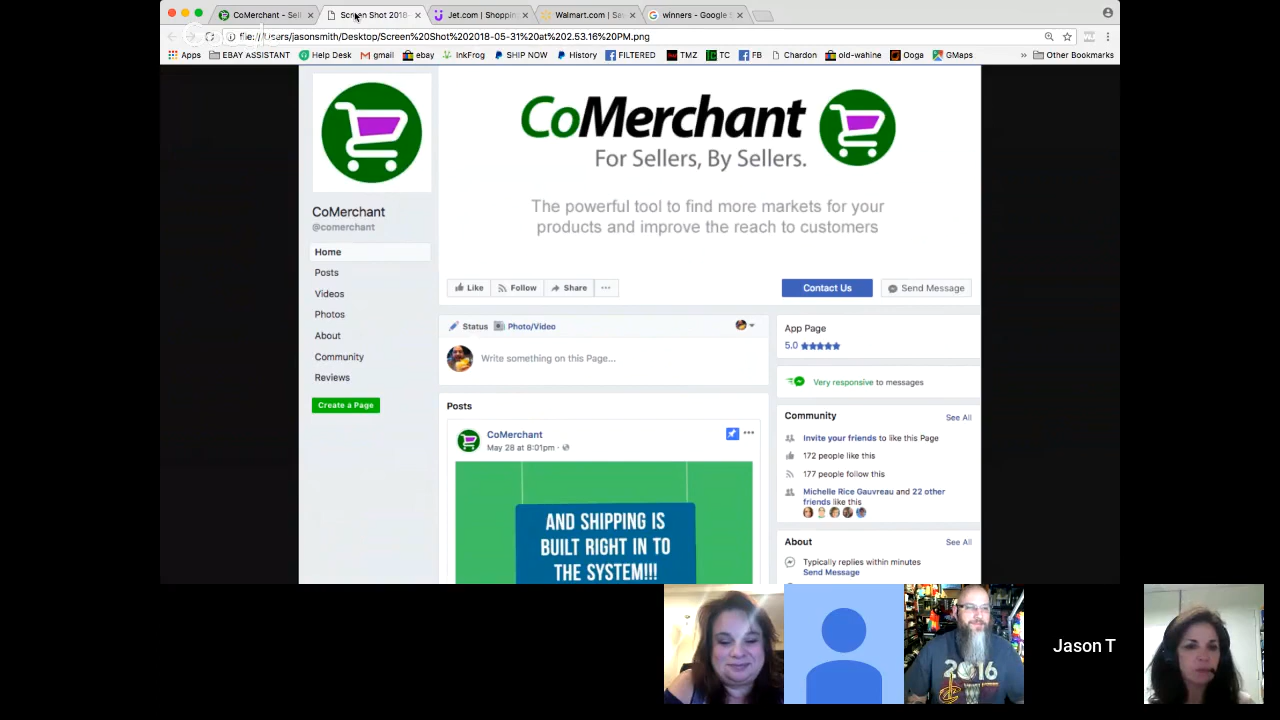 CoMerchant - Sell
Screen Shot 2018-
Jet.com | Shoppin
Walmart.com | Sa
winners - Google
file:///Users/jasonsmith/Desktop/Screen%20Shot%202018-05-31%20at%202.53.16%20PM.png
Apps
EBAY ASSISTANT
Help Desk
gmail
ebay
InkFrog
SHIP NOW
History
FILTERED
TMZ
TC
FB
Chardon
old-wahine
Ooga
GMaps
»
Other Bookmarks
CoMerchant
For Sellers, By Sellers.
The powerful tool to find more markets for your
products and improve the reach to customers
CoMerchant
@comerchant
Home
Posts
Videos
Photos
About
Community
Reviews
Create a Page
Like
Follow
Share
Contact Us
Send Message
Status
Photo/Video
Write something on this Page...
Posts
CoMerchant
May 28 at 8:01pm ·
AND SHIPPING IS
BUILT RIGHT IN TO
THE SYSTEM!!!
App Page
5.0 ★★★★★
Very responsive to messages
Community
See All
Invite your friends to like this Page
172 people like this
177 people follow this
Michelle Rice Gauvreau and 22 other
friends like this
About
See All
Typically replies within minutes
Send Message
2016
Jason T